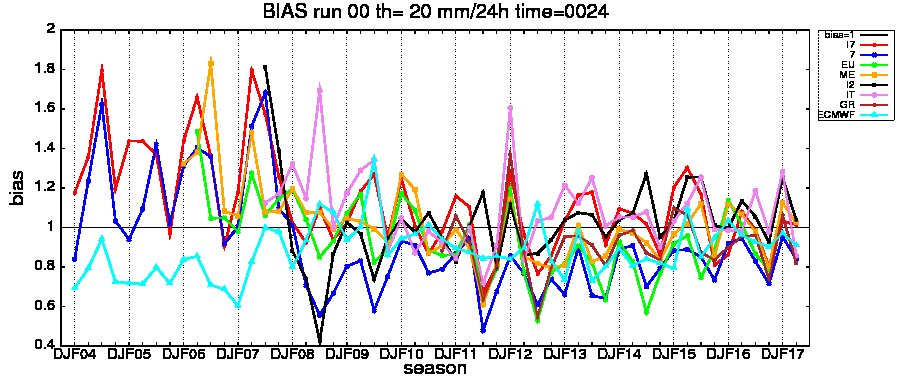 BIAS run 00 th= 20 mm/24h time=0024
2
1.8
1.6
1.4
1.2
1
0.8
0.6
0.4
bias
DJF04 DJF05 DJF06 DJF07 DJF08 DJF09 DJF10 DJF11 DJF12 DJF13 DJF14 DJF15 DJF16 DJF17
season
bias=1
I7
7
EU
ME
I2
IT
GR
ECMWF